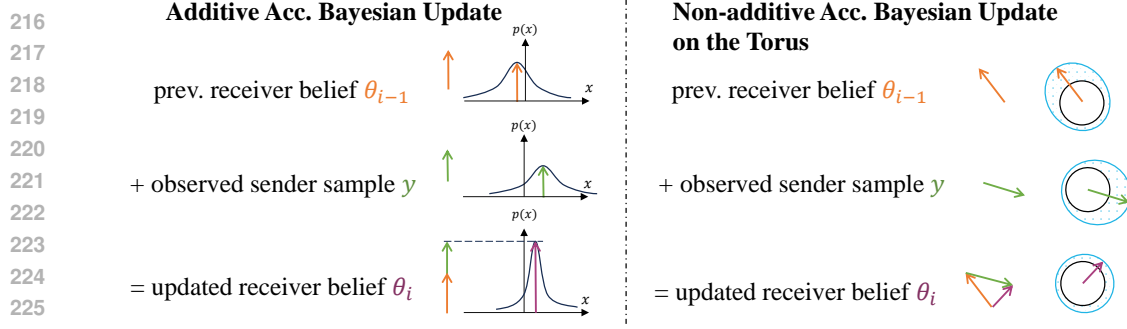 216
217
218
219
220
221
222
223
224
225
Additive Acc. Bayesian Update
p(x)
prev. receiver belief θ_{i−1}
x
p(x)
+ observed sender sample y
x
p(x)
= updated receiver belief θ_i
x
Non-additive Acc. Bayesian Update
on the Torus
prev. receiver belief θ_{i−1}
+ observed sender sample y
= updated receiver belief θ_i